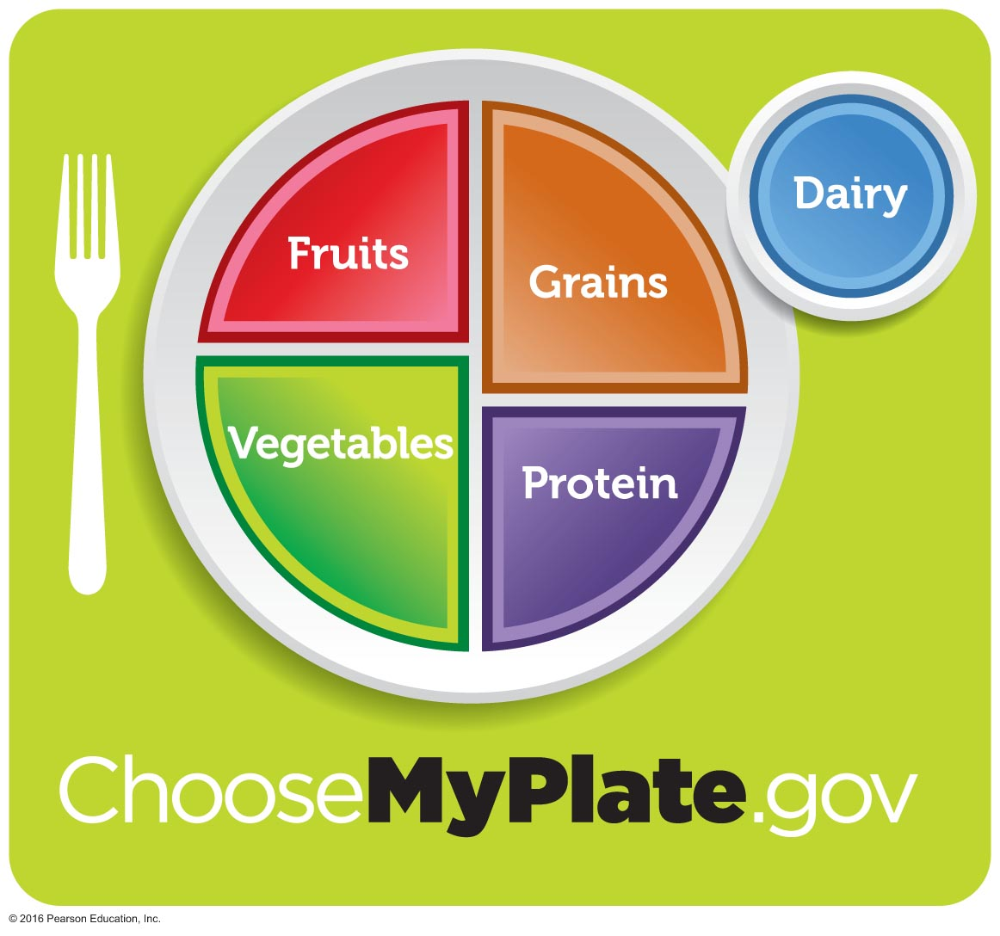 Dairy
Fruits
Grains
Vegetables
Protein
ChooseMyPlate.gov
© 2016 Pearson Education, Inc.